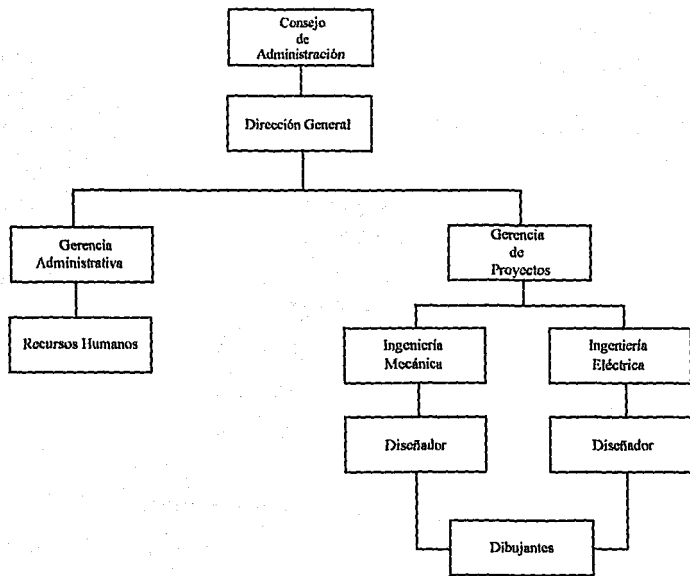 Consejo
de
Administración
Dirección General
Gerencia
Administrativa
Gerencia
de
Proyectos
Recursos Humanos
Ingeniería
Mecánica
Ingeniería
Eléctrica
Diseñador
Diseñador
Dibujantes